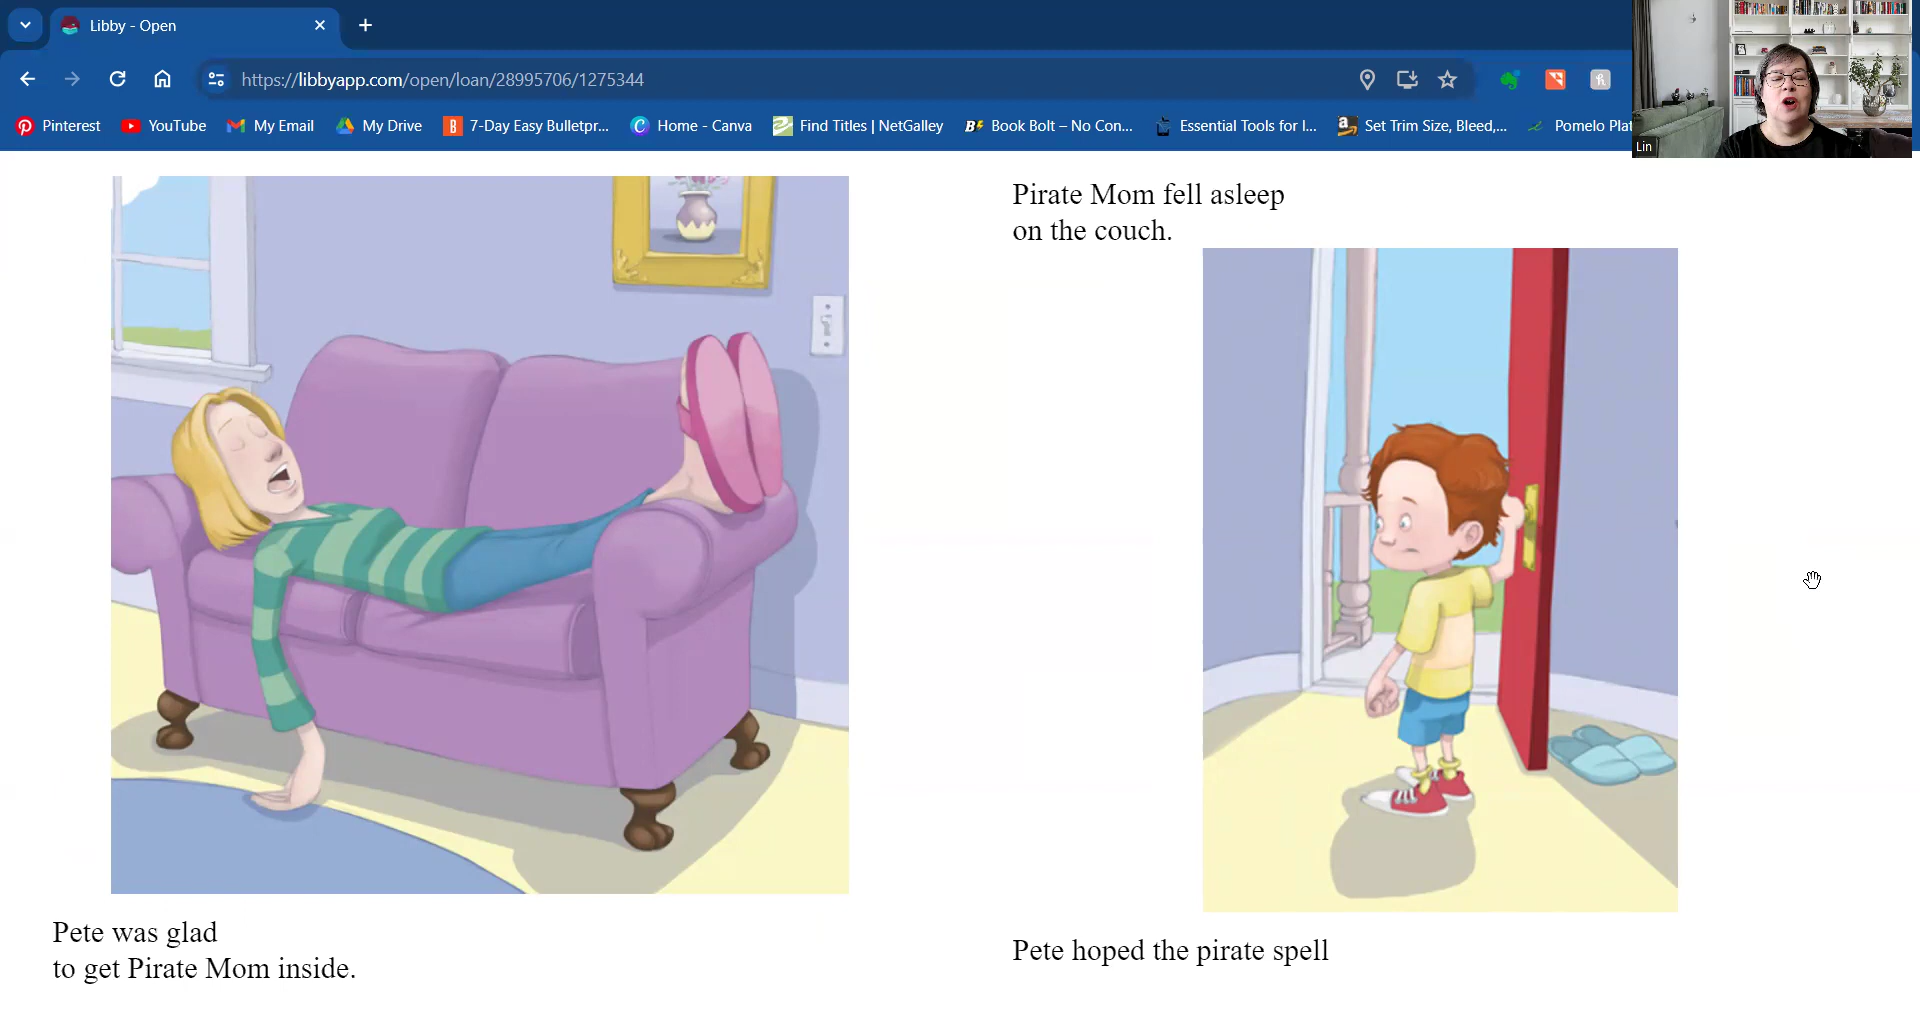 Libby - Open
https://libbyapp.com/open/loan/28995706/1275344
Pinterest
YouTube
My Email
My Drive
7-Day Easy Bulletpr...
Home - Canva
Find Titles | NetGalley
Book Bolt – No Con...
Essential Tools for I...
Set Trim Size, Bleed,...
Pomelo Plat
Lin
Pete was glad
to get Pirate Mom inside.
Pirate Mom fell asleep
on the couch.
Pete hoped the pirate spell